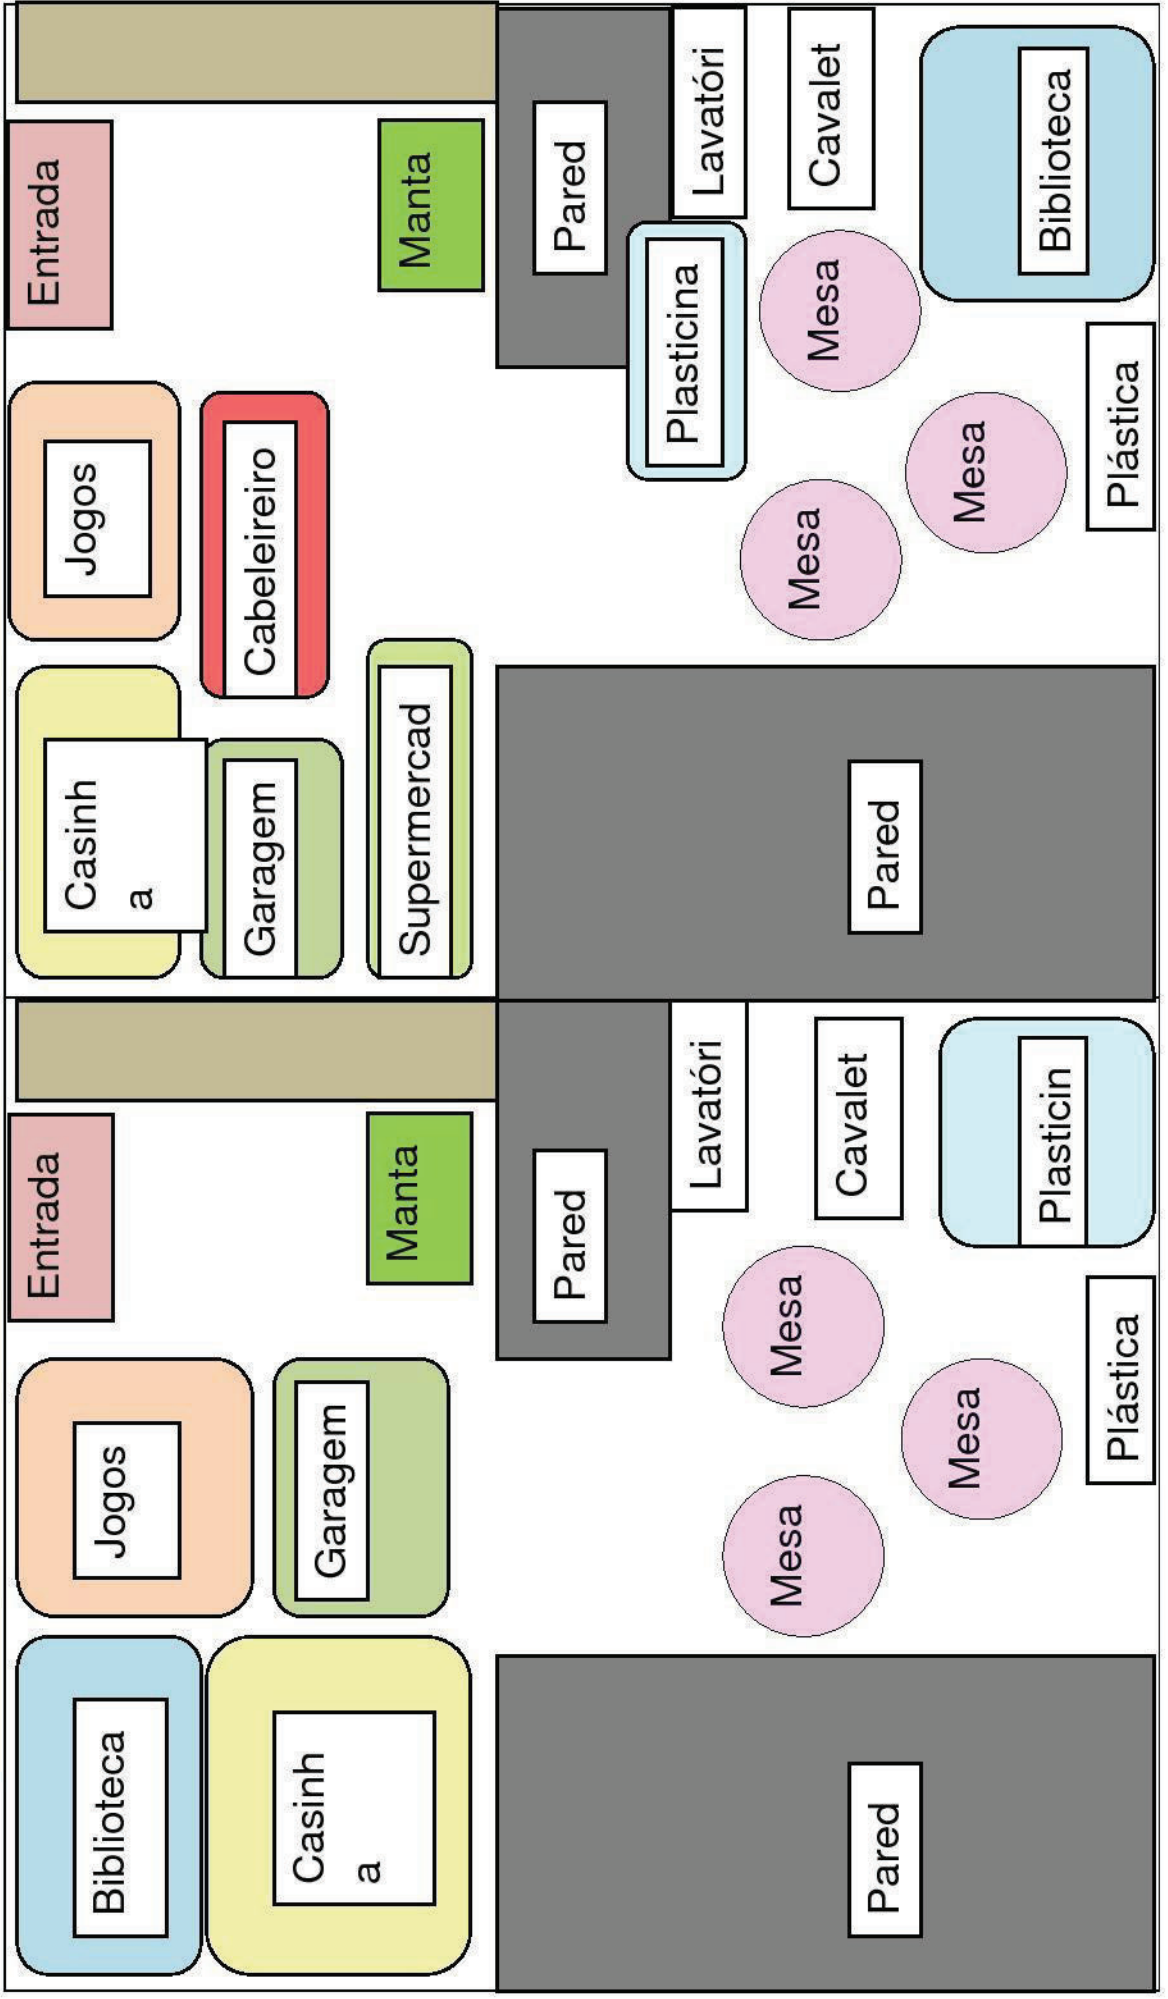 Biblioteca
Jogos
Entrada
Casinh
a
Garagem
Manta
Pared
Lavatóri
Mesa
Mesa
Cavalet
Pared
Mesa
Plasticin
Plástica
Casinh
a
Jogos
Entrada
Garagem
Cabeleireiro
Supermercad
Manta
Pared
Plasticina
Lavatóri
Mesa
Mesa
Cavalet
Pared
Mesa
Biblioteca
Plástica